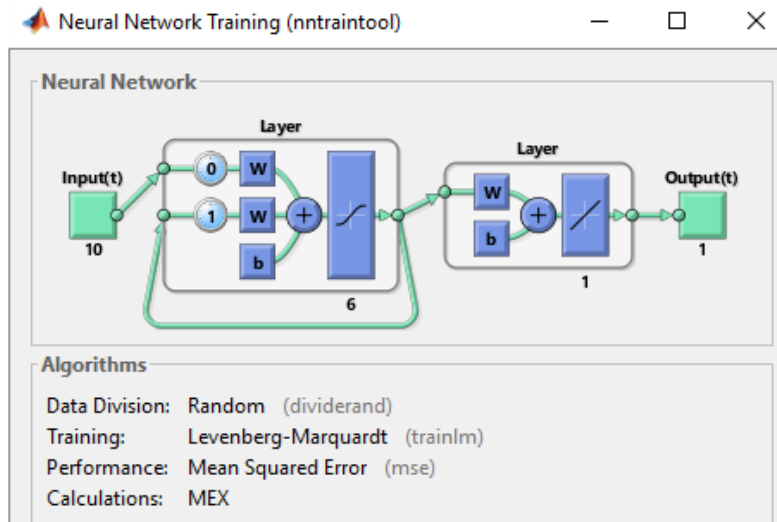 Neural Network Training (nntraintool)
Neural Network
Layer
Layer
Input(t)
0
W
1
W
b
+
10
6
W
b
+
1
Output(t)
1
Algorithms
Data Division: Random (dividerand)
Training: Levenberg-Marquardt (trainlm)
Performance: Mean Squared Error (mse)
Calculations: MEX